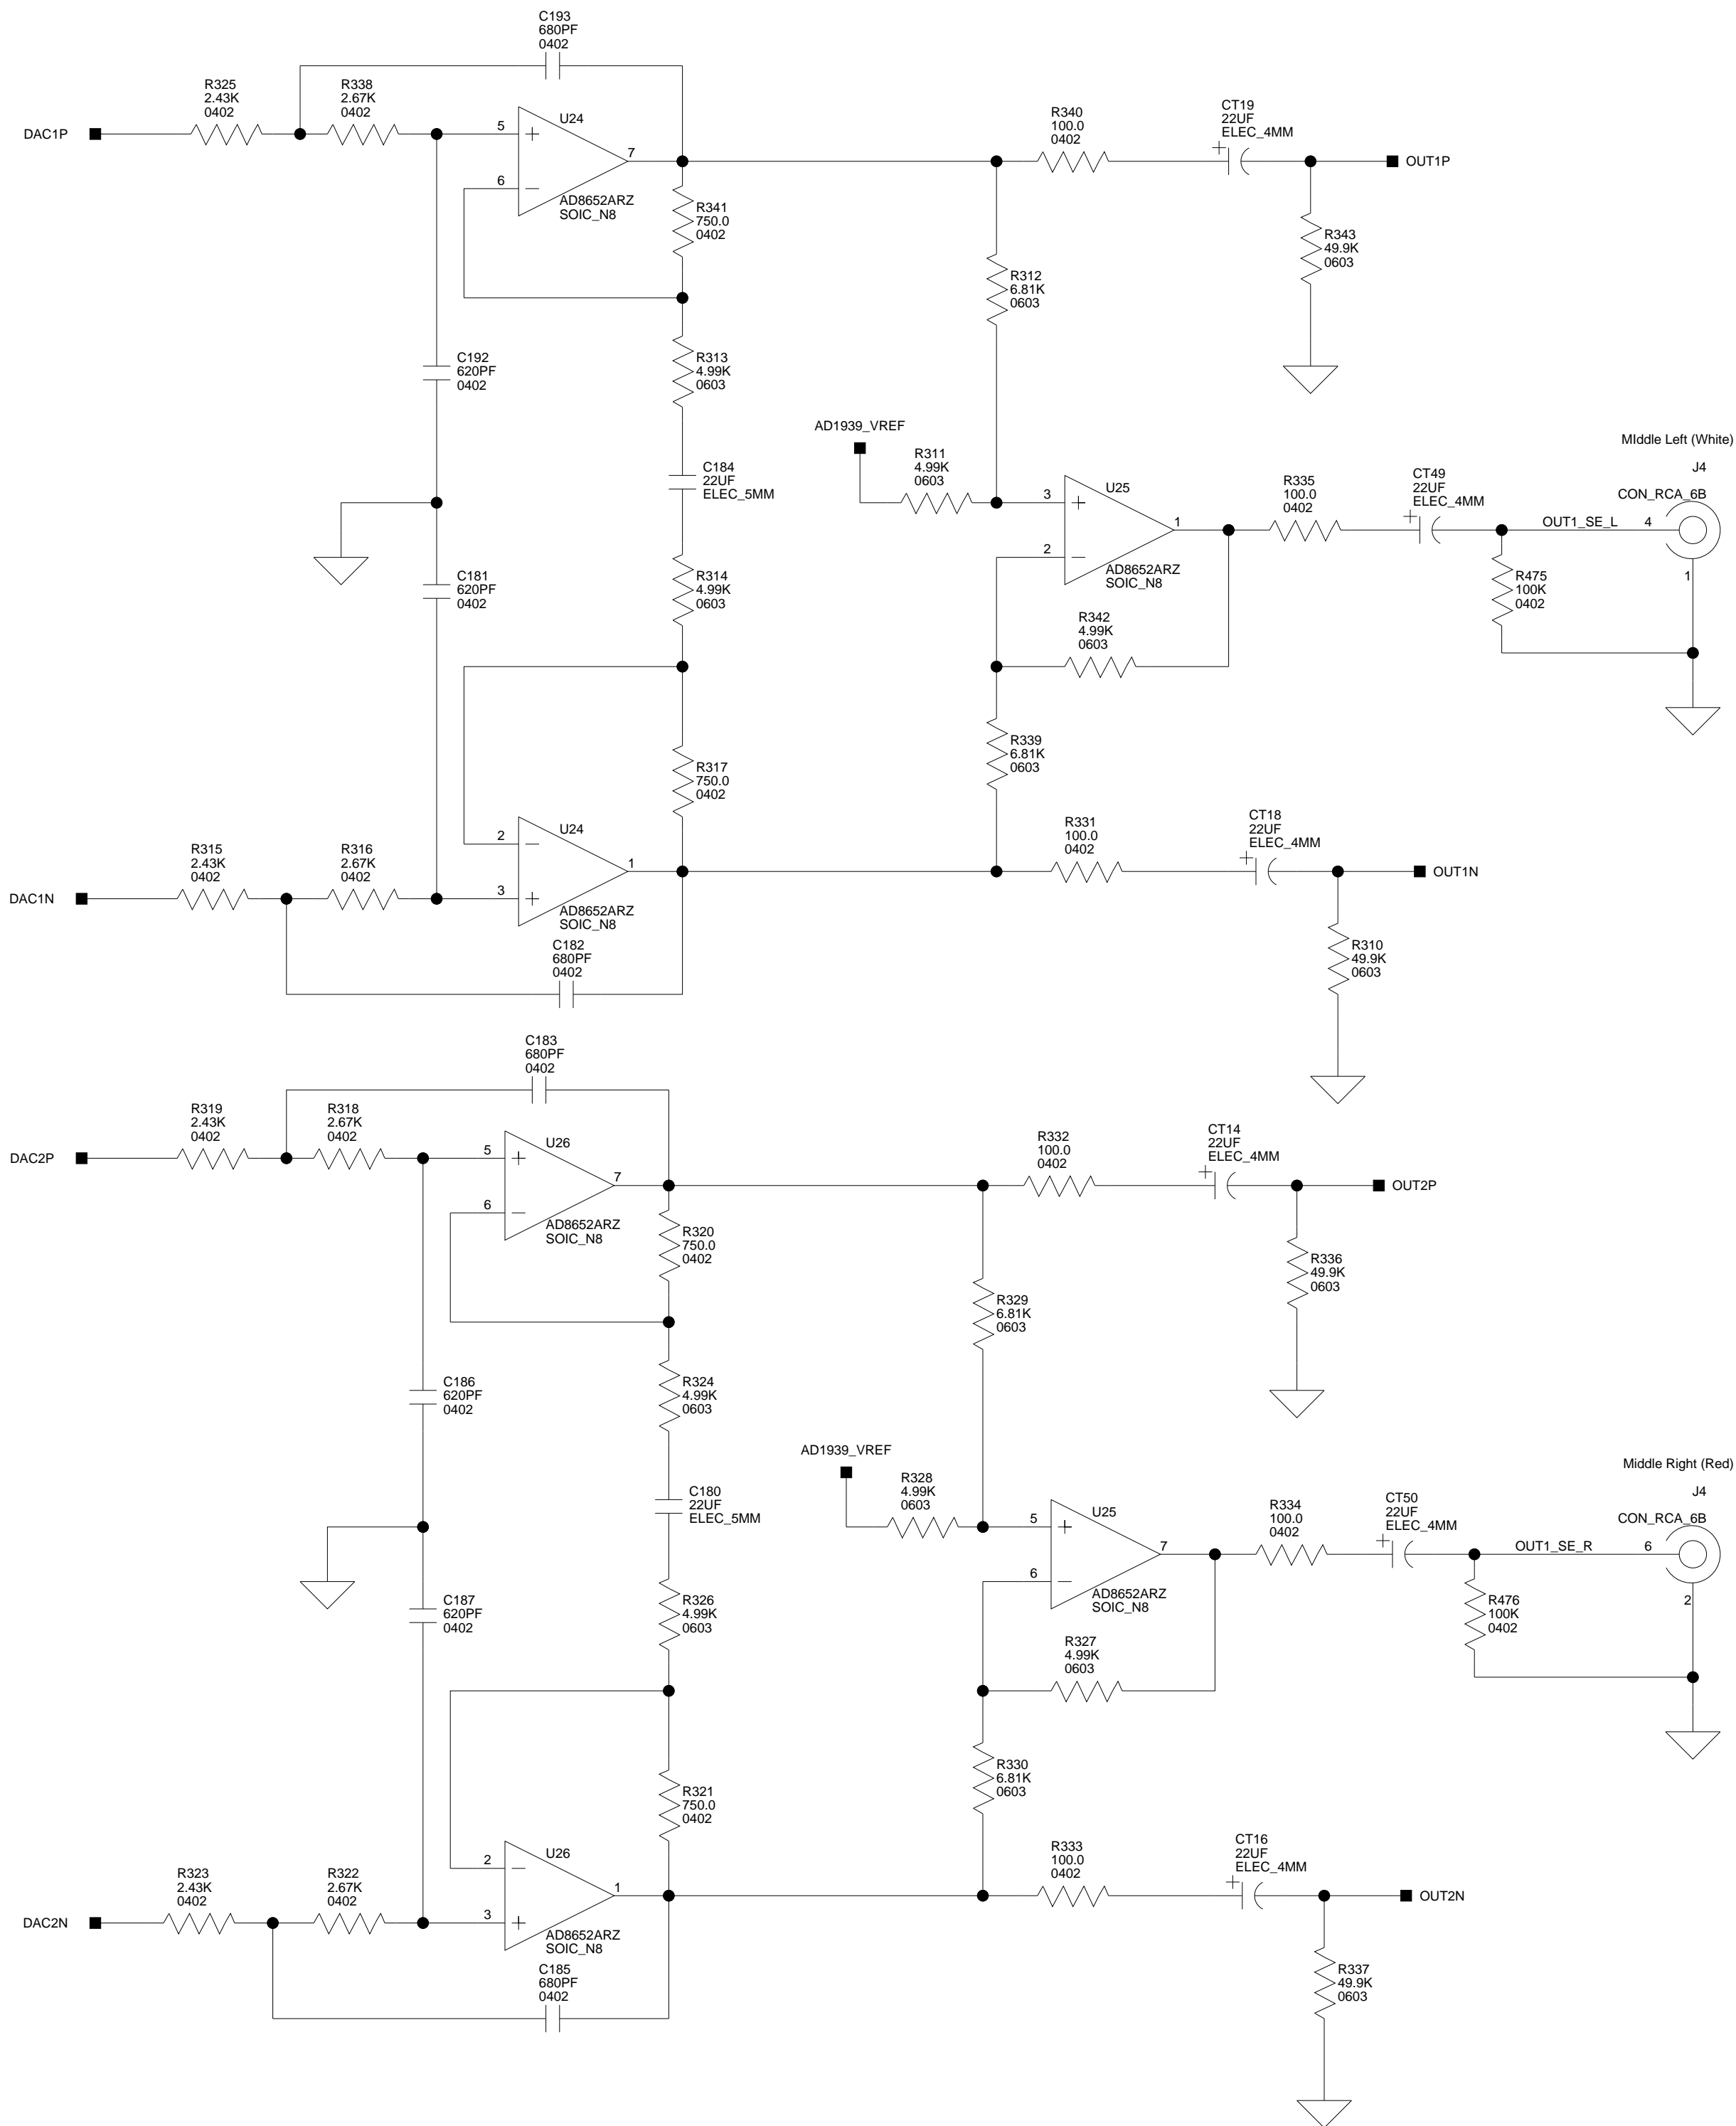 C193
680PF
0402
R325
2.43K
0402
R338
2.67K
0402
DAC1P
5
+
6
−
7
U24
AD8652ARZ
SOIC_N8
R340
100.0
0402
CT19
22UF
ELEC_4MM
+
OUT1P
R341
750.0
0402
R343
49.9K
0603
R312
6.81K
0603
C192
620PF
0402
R313
4.99K
0603
AD1939_VREF
R311
4.99K
0603
C184
22UF
ELEC_5MM
3
+
2
−
1
U25
AD8652ARZ
SOIC_N8
R335
100.0
0402
CT49
22UF
ELEC_4MM
+
MIddle Left (White)
J4
CON_RCA_6B
OUT1_SE_L
4
1
C181
620PF
0402
R314
4.99K
0603
R475
100K
0402
R342
4.99K
0603
R317
750.0
0402
R339
6.81K
0603
U24
2
−
3
+
1
AD8652ARZ
SOIC_N8
R315
2.43K
0402
R316
2.67K
0402
DAC1N
R331
100.0
0402
CT18
22UF
ELEC_4MM
+
OUT1N
C182
680PF
0402
R310
49.9K
0603
C183
680PF
0402
R319
2.43K
0402
R318
2.67K
0402
DAC2P
5
+
6
−
7
U26
AD8652ARZ
SOIC_N8
R332
100.0
0402
CT14
22UF
ELEC_4MM
+
OUT2P
R320
750.0
0402
R336
49.9K
0603
R329
6.81K
0603
C186
620PF
0402
R324
4.99K
0603
AD1939_VREF
R328
4.99K
0603
C180
22UF
ELEC_5MM
5
+
6
−
7
U25
AD8652ARZ
SOIC_N8
R334
100.0
0402
CT50
22UF
ELEC_4MM
+
Middle Right (Red)
J4
CON_RCA_6B
OUT1_SE_R
6
2
C187
620PF
0402
R326
4.99K
0603
R476
100K
0402
R327
4.99K
0603
R321
750.0
0402
R330
6.81K
0603
U26
2
−
3
+
1
AD8652ARZ
SOIC_N8
R323
2.43K
0402
R322
2.67K
0402
DAC2N
R333
100.0
0402
CT16
22UF
ELEC_4MM
+
OUT2N
C185
680PF
0402
R337
49.9K
0603